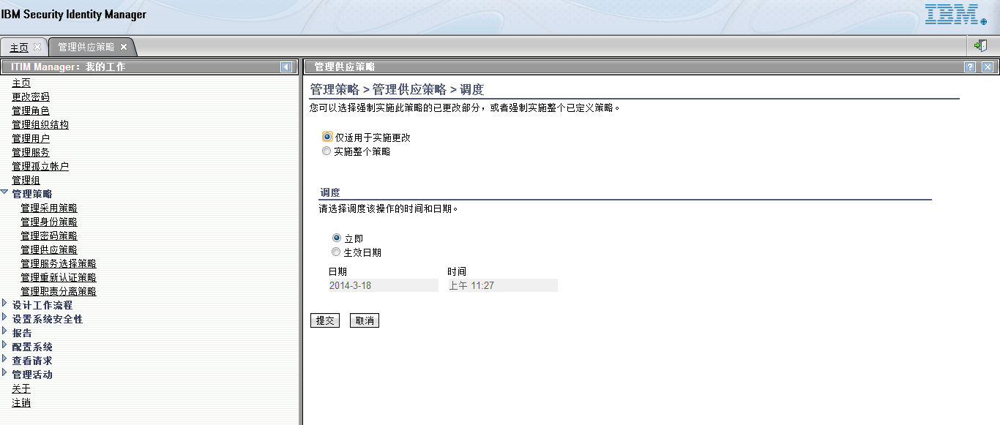 IBM Security Identity Manager
IBM
主页
管理供应策略
ITIM Manager：我的工作
主页
更改密码
管理角色
管理组织结构
管理用户
管理服务
管理孤立帐户
管理组
管理策略
管理采用策略
管理身份策略
管理密码策略
管理供应策略
管理服务选择策略
管理重新认证策略
管理职责分离策略
设计工作流程
设置系统安全性
报告
配置系统
查看请求
管理活动
关于
注销
管理供应策略
?
管理策略 > 管理供应策略 > 调度
您可以选择强制实施此策略的已更改部分，或者强制实施整个已定义策略。
仅适用于实施更改
实施整个策略
调度
请选择调度该操作的时间和日期。
立即
生效日期
日期 时间
2014-3-18 上午 11:27
提交 取消